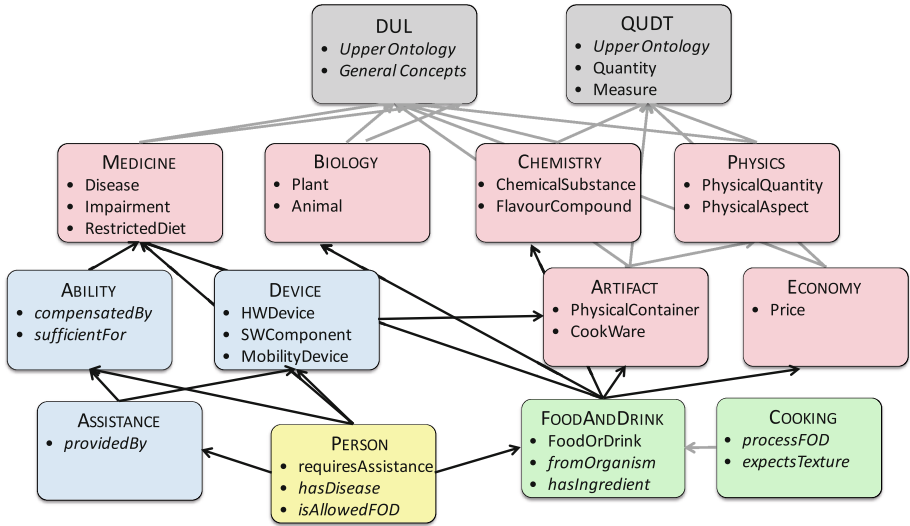 DUL
• Upper Ontology
• General Concepts
QUDT
• Upper Ontology
• Quantity
• Measure
MEDICINE
• Disease
• Impairment
• RestrictedDiet
BIOLOGY
• Plant
• Animal
CHEMISTRY
• ChemicalSubstance
• FlavourCompound
PHYSICS
• PhysicalQuantity
• PhysicalAspect
ABILITY
• compensatedBy
• sufficientFor
DEVICE
• HWDevice
• SWComponent
• MobilityDevice
ARTIFACT
• PhysicalContainer
• CookWare
ECONOMY
• Price
ASSISTANCE
• providedBy
PERSON
• requiresAssistance
• hasDisease
• isAllowedFOD
FOODANDDRINK
• FoodOrDrink
• fromOrganism
• hasIngredient
COOKING
• processFOD
• expectsTexture